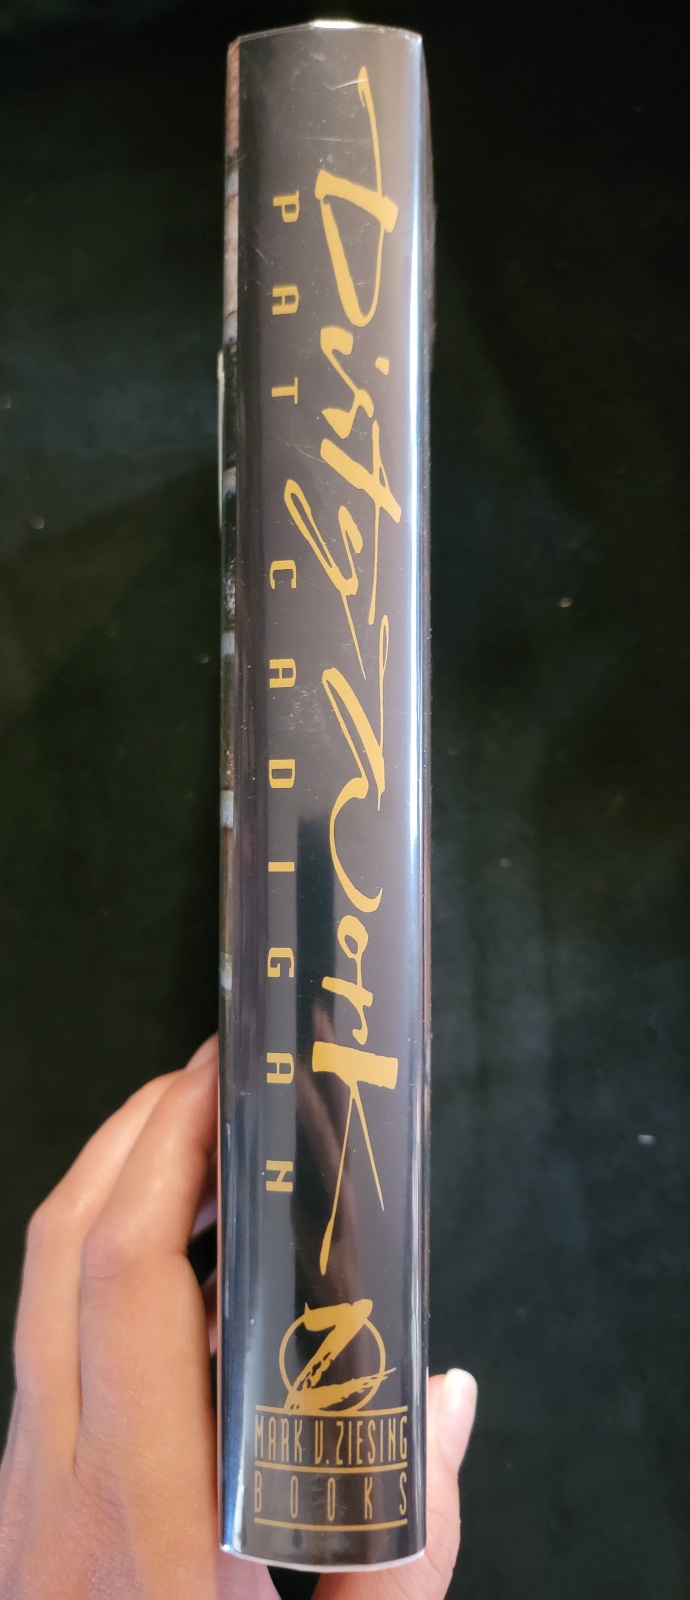 Dirty Work
PAT CADIGAN
MARK V. ZIESING
BOOKS